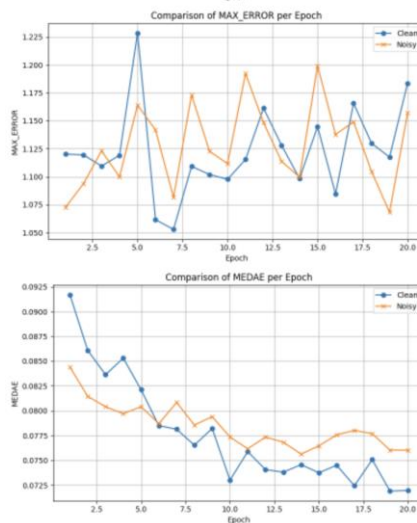 Comparison of MAX_ERROR per Epoch
Clean
Noisy
1.225
1.200
1.175
1.150
1.125
1.100
1.075
1.050
MAX_ERROR
2.5 5.0 7.5 10.0 12.5 15.0 17.5 20.0
Epoch
Comparison of MEDAE per Epoch
Clean
Noisy
0.0925
0.0900
0.0875
0.0850
0.0825
0.0800
0.0775
0.0750
0.0725
MEDAE
2.5 5.0 7.5 10.0 12.5 15.0 17.5 20.0
Epoch